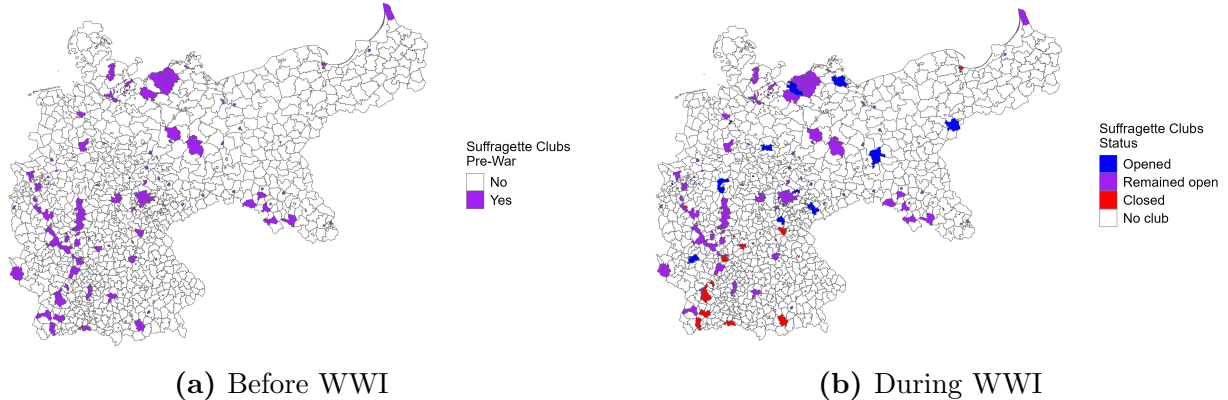 Suffragette Clubs
Pre-War
No
Yes
Suffragette Clubs
Status
Opened
Remained open
Closed
No club
(a) Before WWI
(b) During WWI